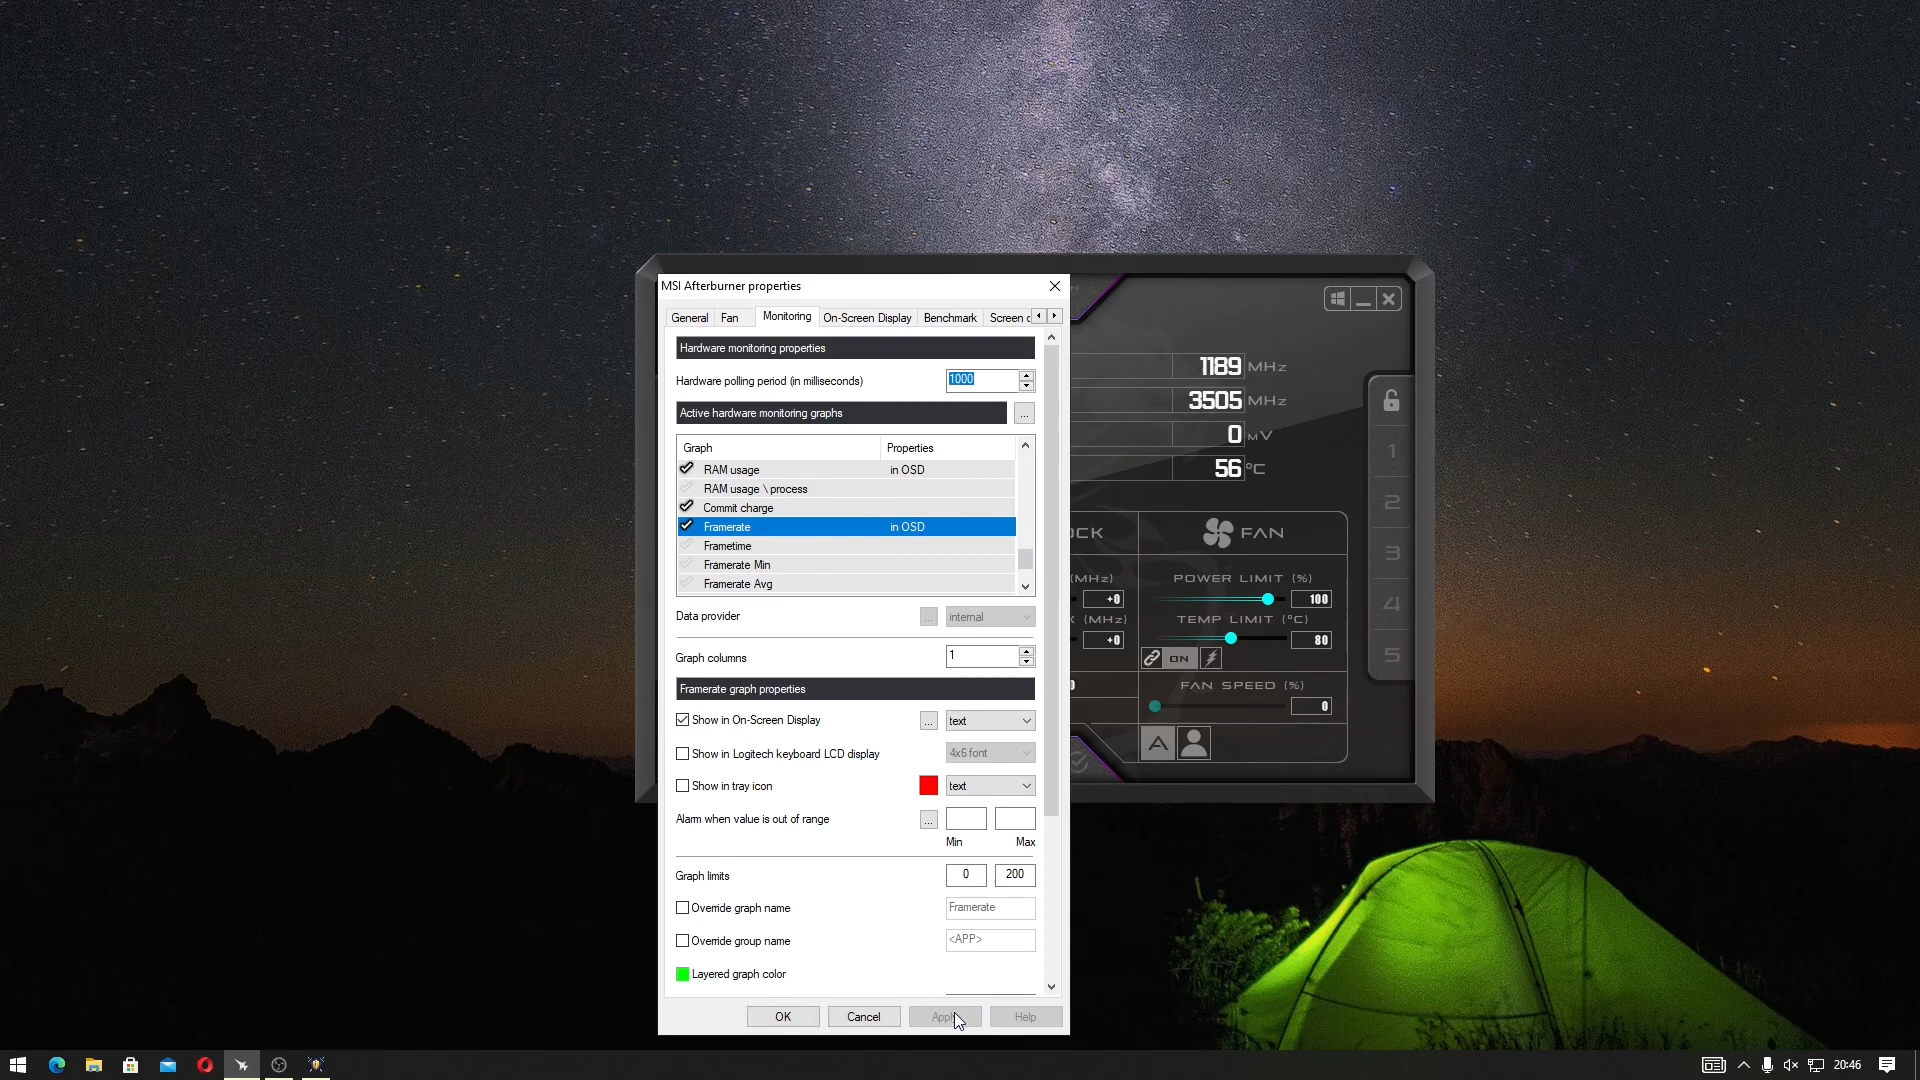 MSI Afterburner properties
General Fan Monitoring On-Screen Display Benchmark Screen c
Hardware monitoring properties
Hardware polling period (in milliseconds) 1000
Active hardware monitoring graphs ...
Graph Properties
RAM usage in OSD
RAM usage \ process
Commit charge
Framerate in OSD
Frametime
Framerate Min
Framerate Avg
Data provider ... internal
Graph columns 1
Framerate graph properties
Show in On-Screen Display ... text
Show in Logitech keyboard LCD display 4x6 font
Show in tray icon text
Alarm when value is out of range ...
Min Max
Graph limits 0 200
Override graph name Framerate
Override group name <APP>
Layered graph color
OK Cancel Apply Help
1189 MHz
3505 MHz
0 mV
56 °C
OCK FAN
(MHz) POWER LIMIT (%)
+0 100
K (MHz) TEMP LIMIT (°C)
+0 80
ON
0 FAN SPEED (%)
0
A
1
2
3
4
5
20:46